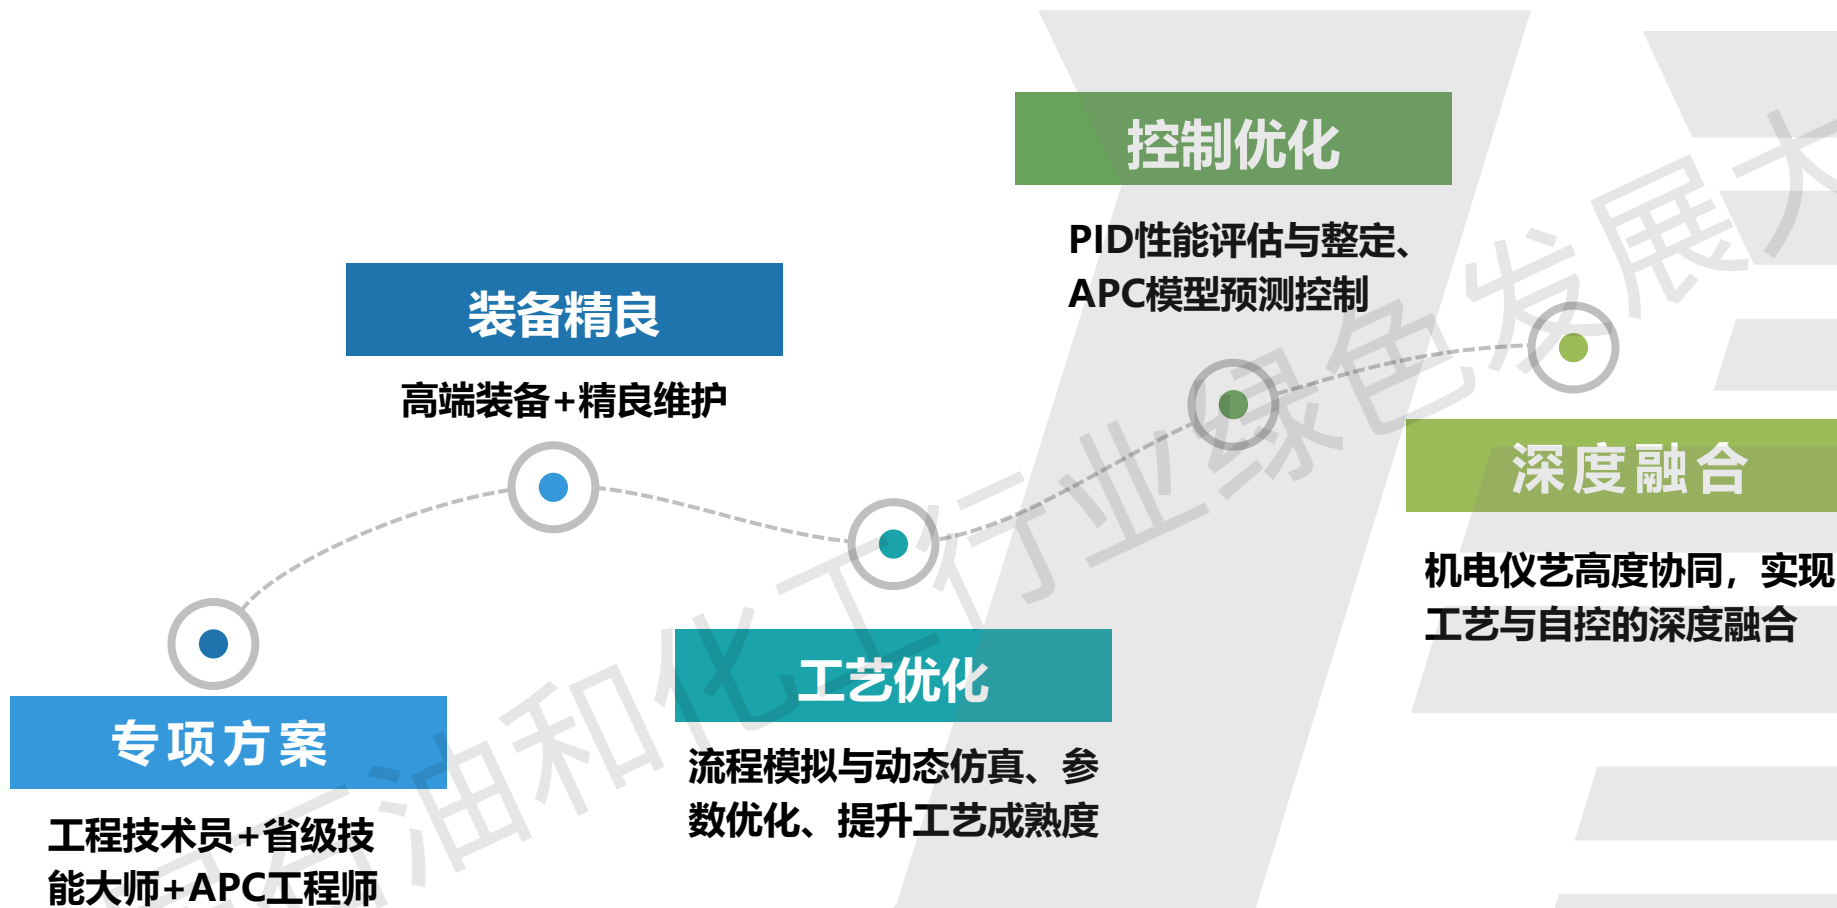 控制优化
PID性能评估与整定、
APC模型预测控制
装备精良
高端装备+精良维护
深度融合
机电仪艺高度协同，实现
工艺与自控的深度融合
工艺优化
流程模拟与动态仿真、参
数优化、提升工艺成熟度
专项方案
工程技术员+省级技
能大师+APC工程师
石油和化工行业绿色发展大